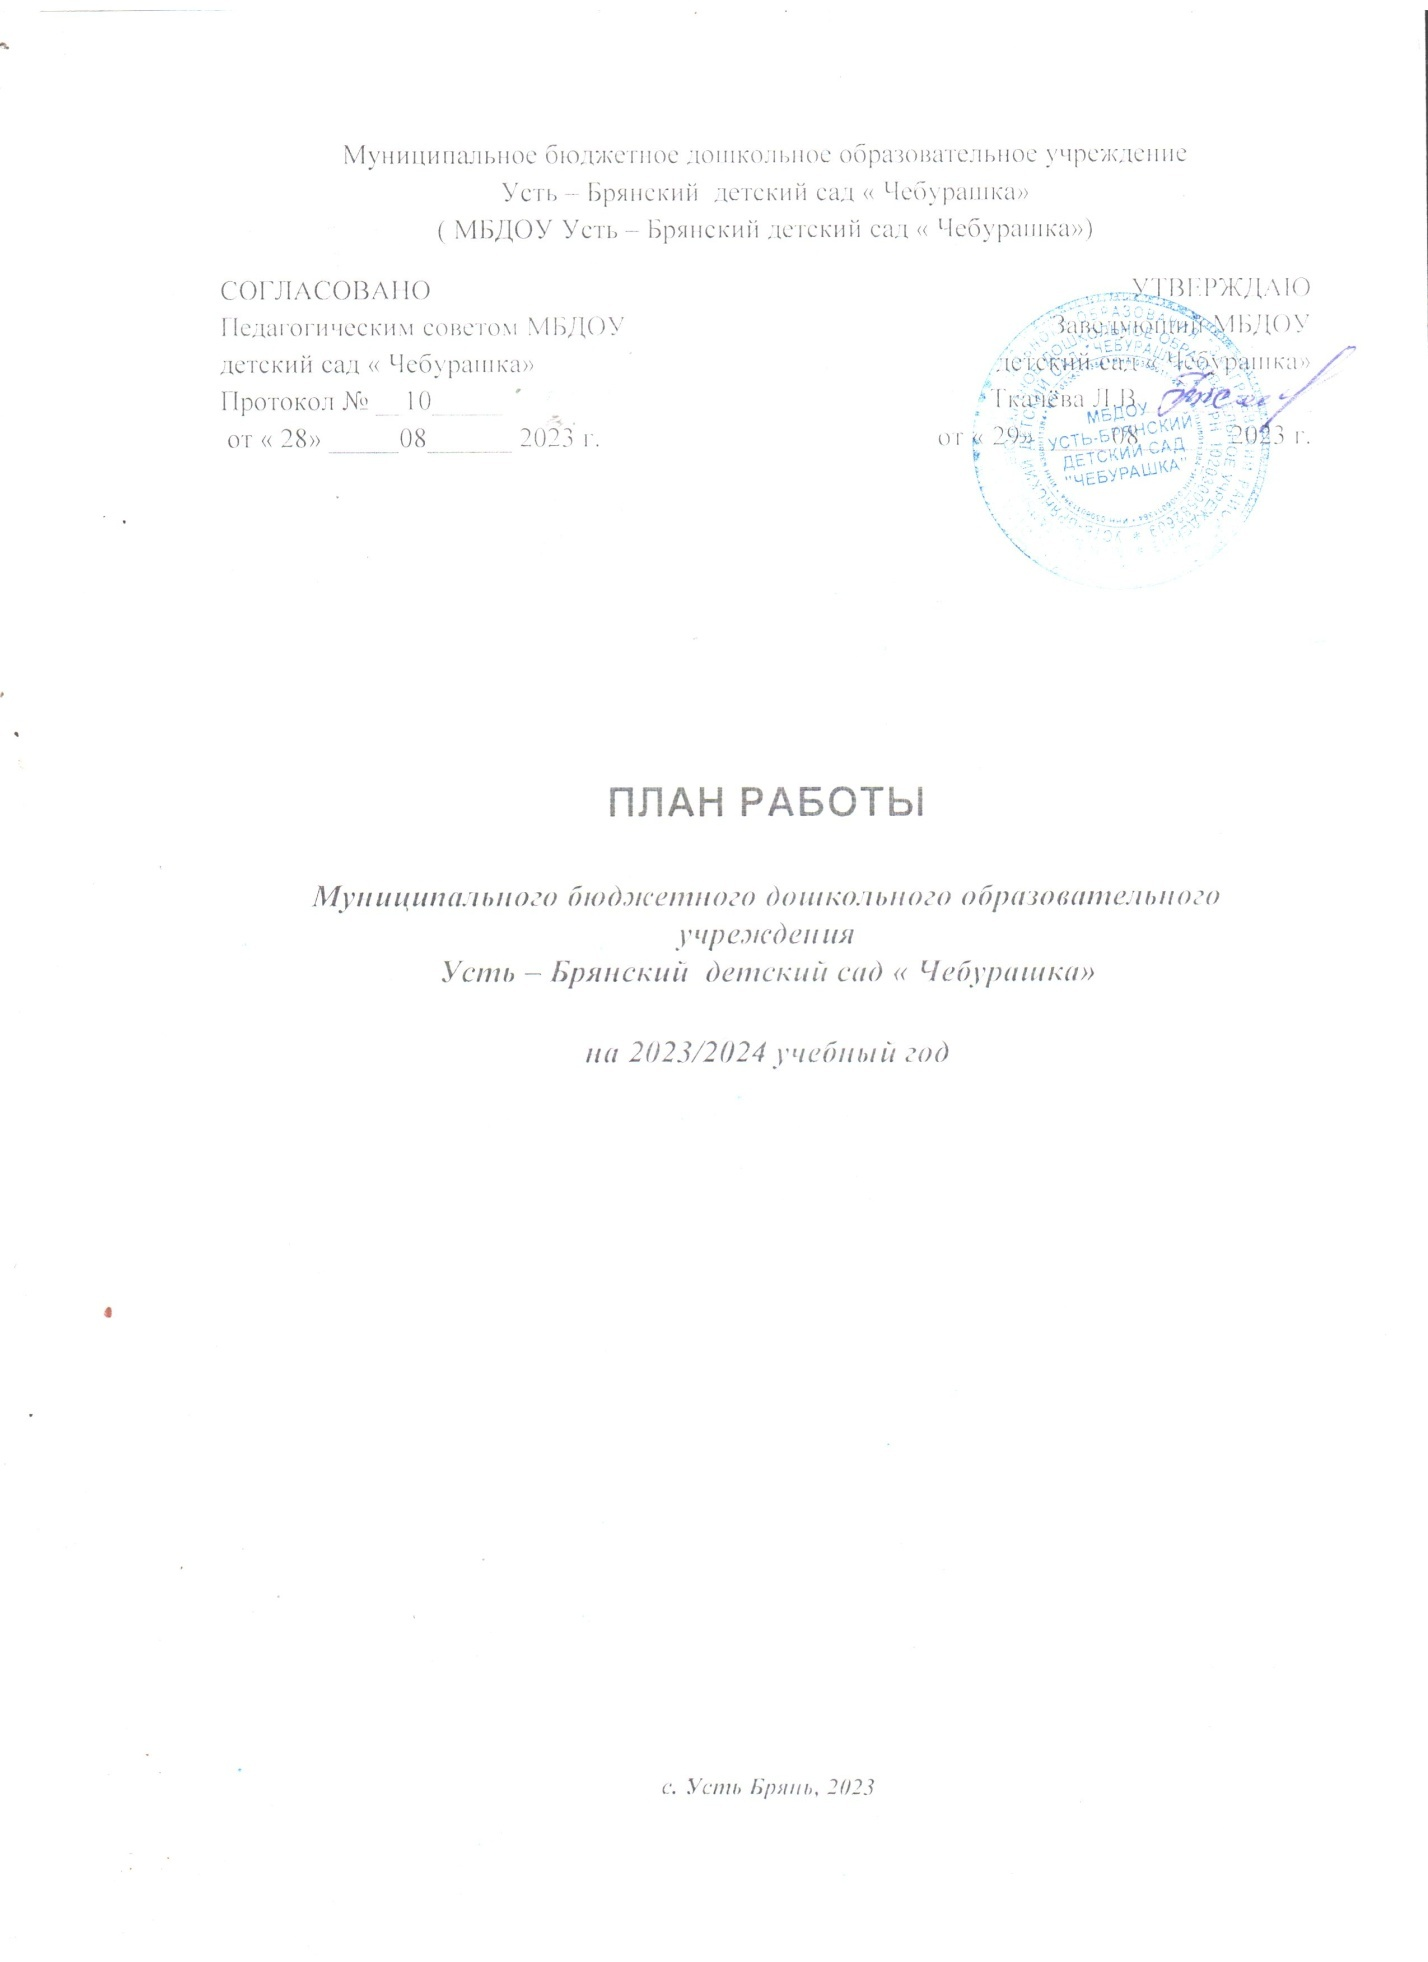 Муниципальное бюджетное дошкольное образовательное учреждение
Усть – Брянский детский сад « Чебурашка»
( МБДОУ Усть – Брянский детский сад « Чебурашка»)
СОГЛАСОВАНО
Педагогическим советом МБДОУ
детский сад « Чебурашка»
Протокол № __10_____
от « 28» _____08______ 2023 г.
УТВЕРЖДАЮ
Заведующий МБДОУ
детский сад « Чебурашка»
Ткачёва Л.В.
от « 29» 08 2023 г.
МБДОУ
УСТЬ-БРЯНСКИЙ
ДЕТСКИЙ САД
"ЧЕБУРАШКА"
ПЛАН РАБОТЫ
Муниципального бюджетного дошкольного образовательного
учреждения
Усть – Брянский детский сад « Чебурашка»
на 2023/2024 учебный год
с. Усть Брянь, 2023